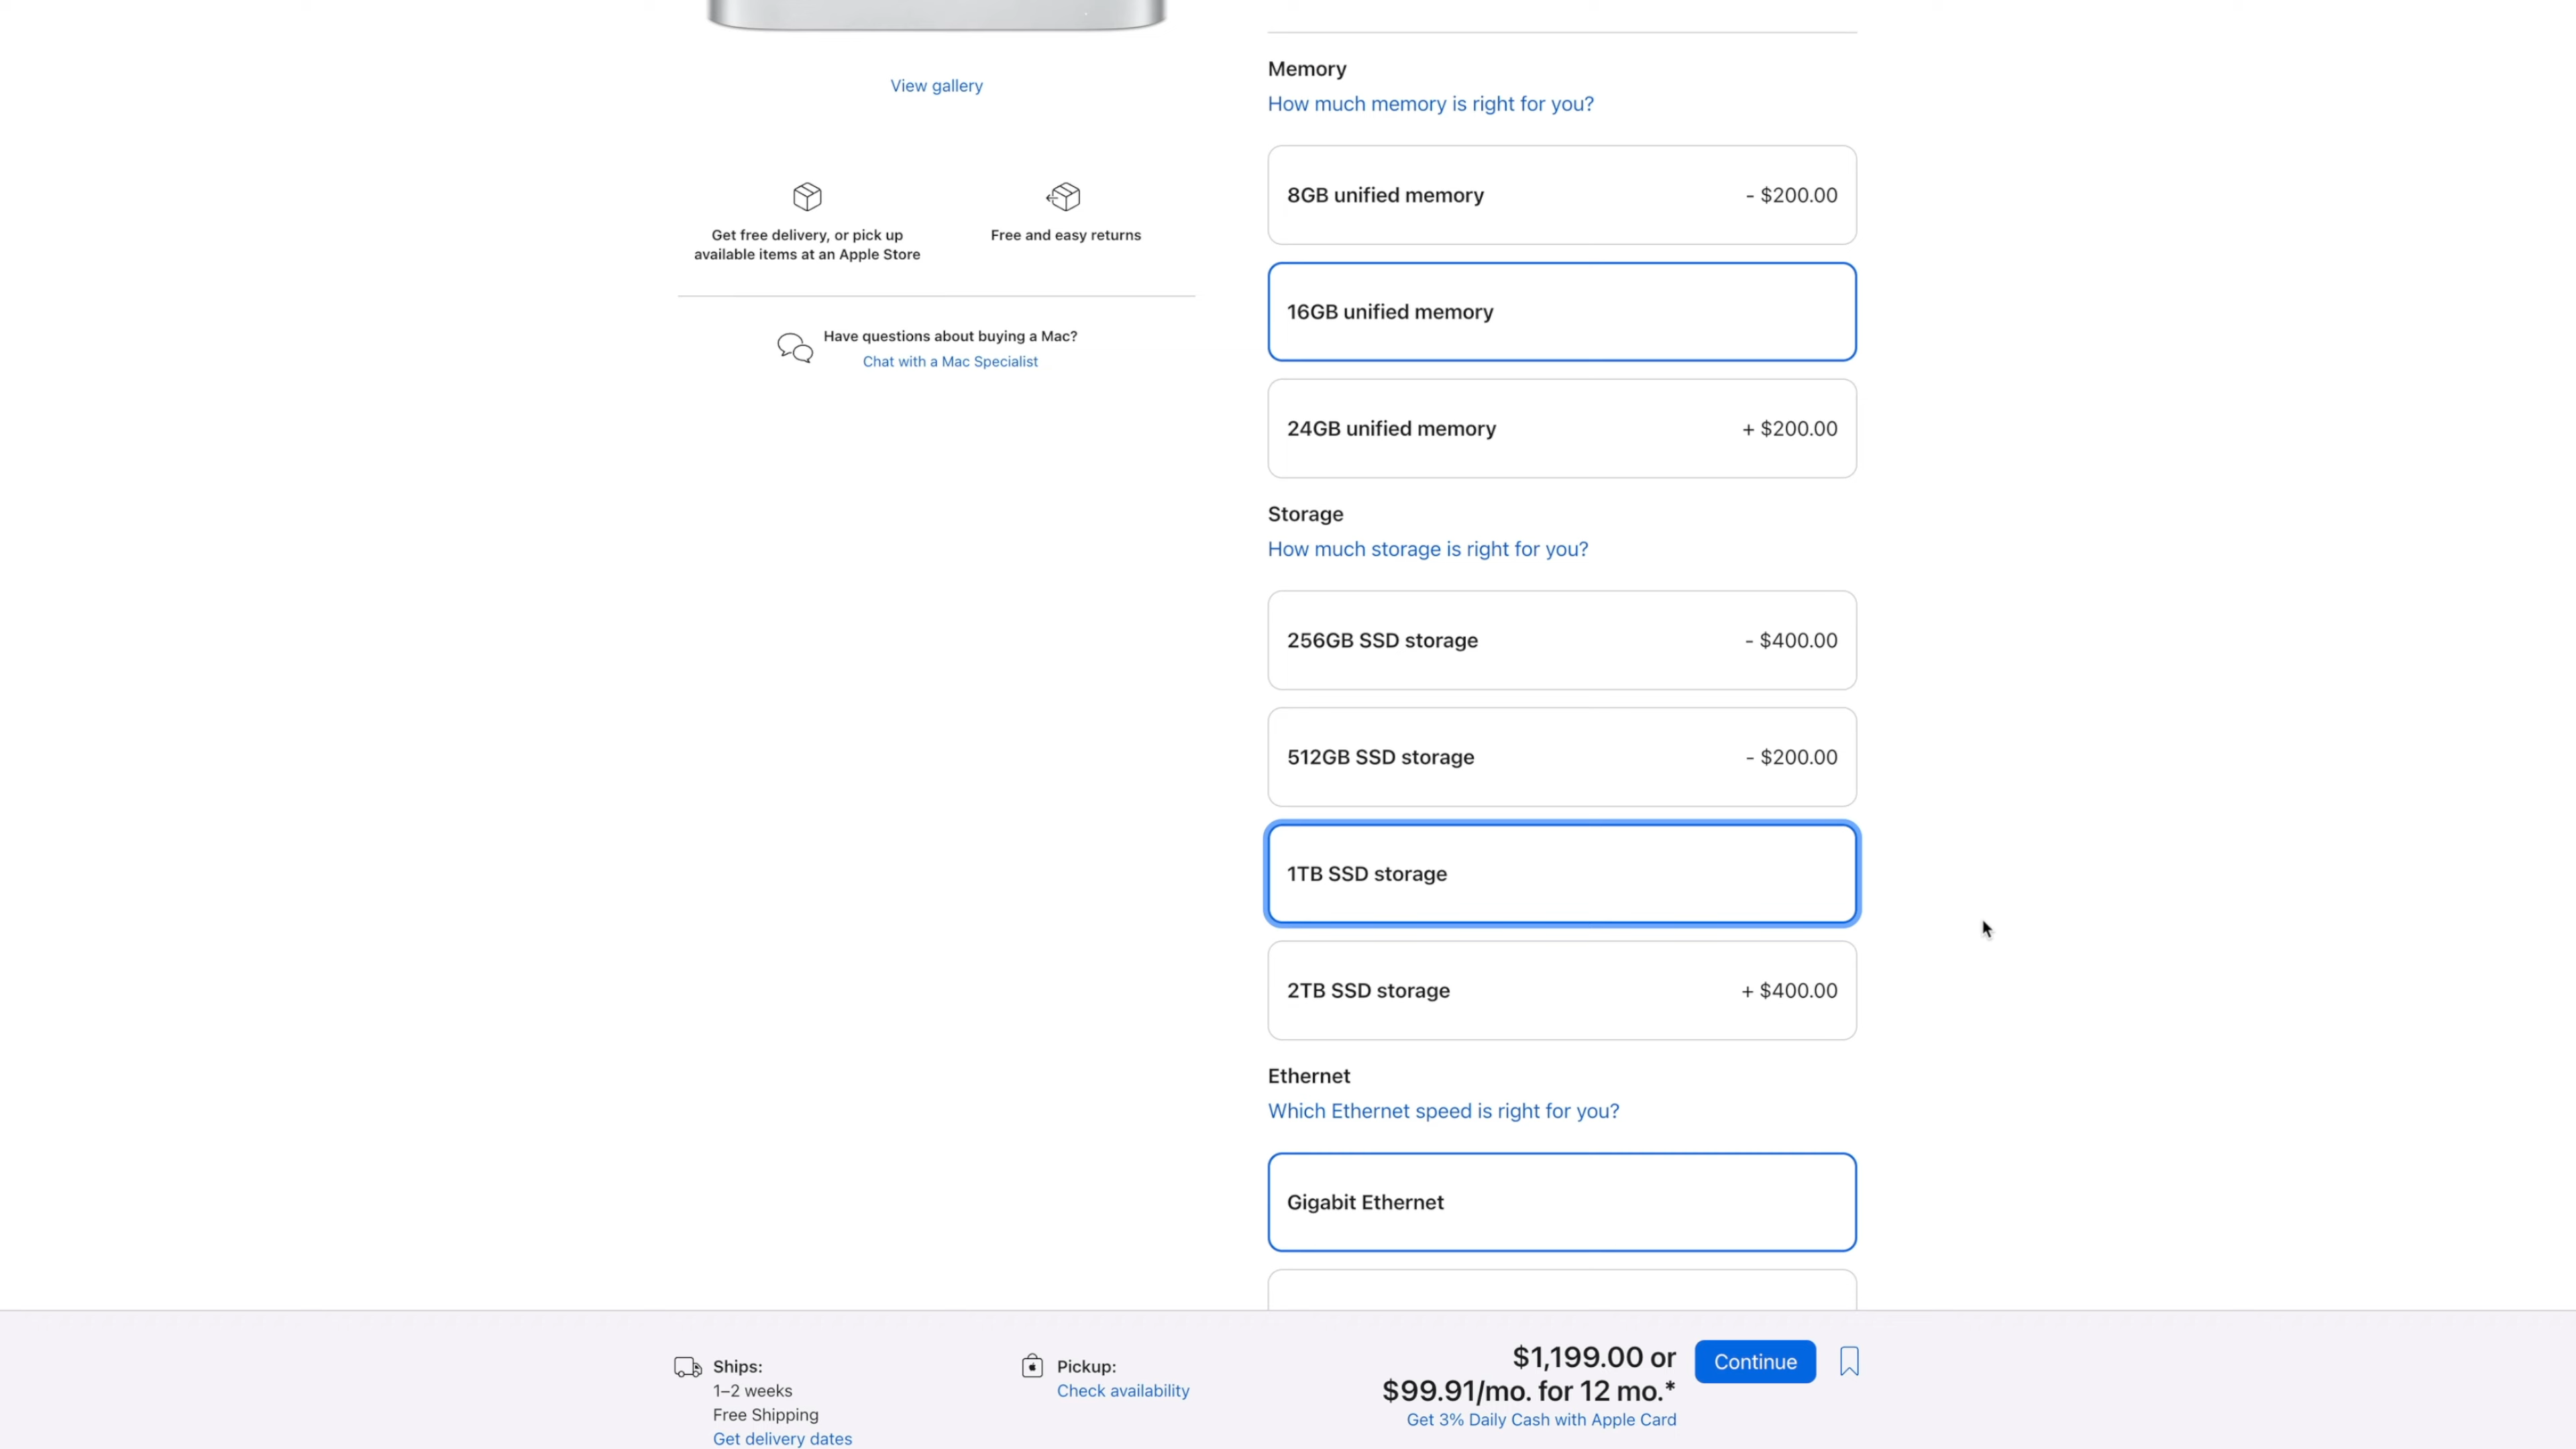 View gallery
Get free delivery, or pick up
available items at an Apple Store
Free and easy returns
Have questions about buying a Mac?
Chat with a Mac Specialist
Memory
How much memory is right for you?
8GB unified memory - $200.00
16GB unified memory
24GB unified memory + $200.00
Storage
How much storage is right for you?
256GB SSD storage - $400.00
512GB SSD storage - $200.00
1TB SSD storage
2TB SSD storage + $400.00
Ethernet
Which Ethernet speed is right for you?
Gigabit Ethernet
Ships:
1–2 weeks
Free Shipping
Get delivery dates
Pickup:
Check availability
$1,199.00 or
$99.91/mo. for 12 mo.*
Get 3% Daily Cash with Apple Card
Continue